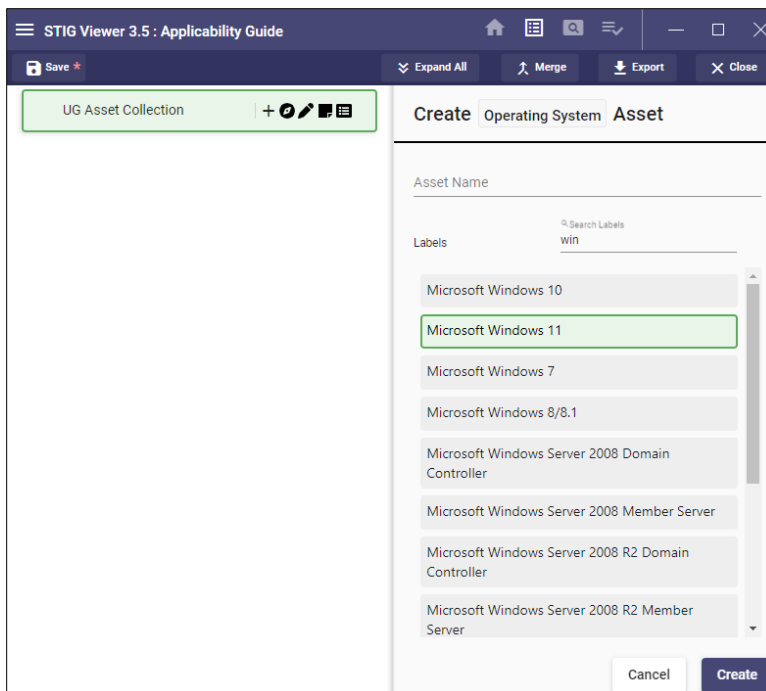 STIG Viewer 3.5 : Applicability Guide
Save * Expand All Merge Export Close
UG Asset Collection
Create Operating System Asset
Asset Name
Search Labels
Labels win
Microsoft Windows 10
Microsoft Windows 11
Microsoft Windows 7
Microsoft Windows 8/8.1
Microsoft Windows Server 2008 Domain
Controller
Microsoft Windows Server 2008 Member Server
Microsoft Windows Server 2008 R2 Domain
Controller
Microsoft Windows Server 2008 R2 Member
Server
Cancel Create